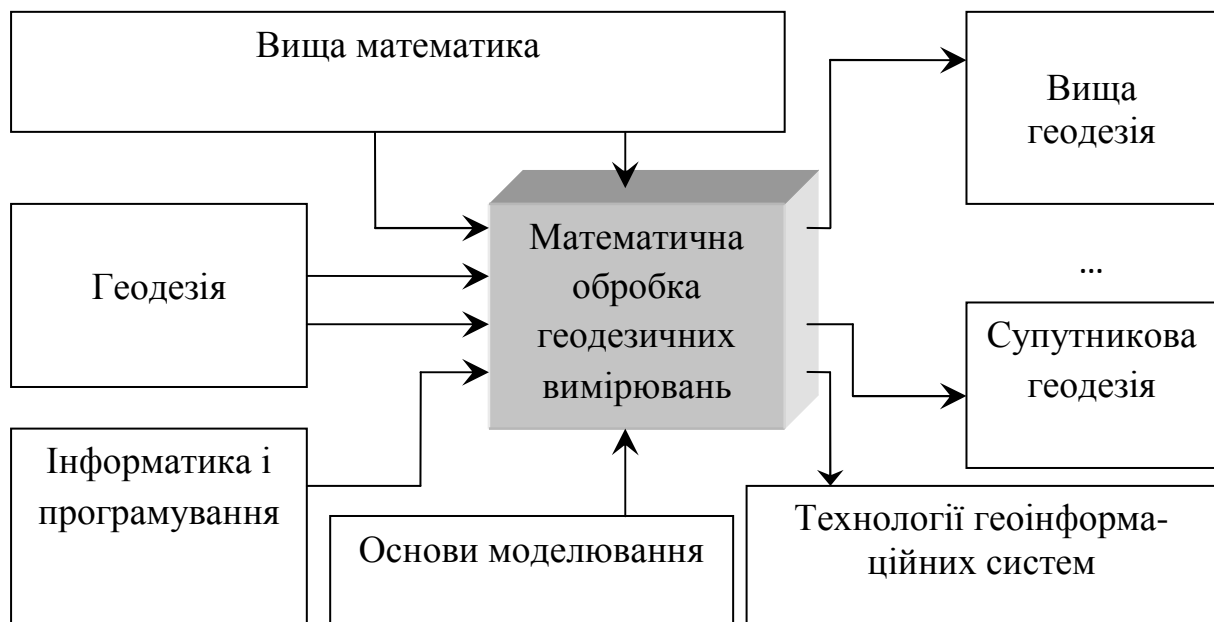 Вища математика
Вища
геодезія
Геодезія
Математична
обробка
геодезичних
вимірювань
...
Супутникова
геодезія
Інформатика і
програмування
Основи моделювання
Технології геоінформа-
ційних систем